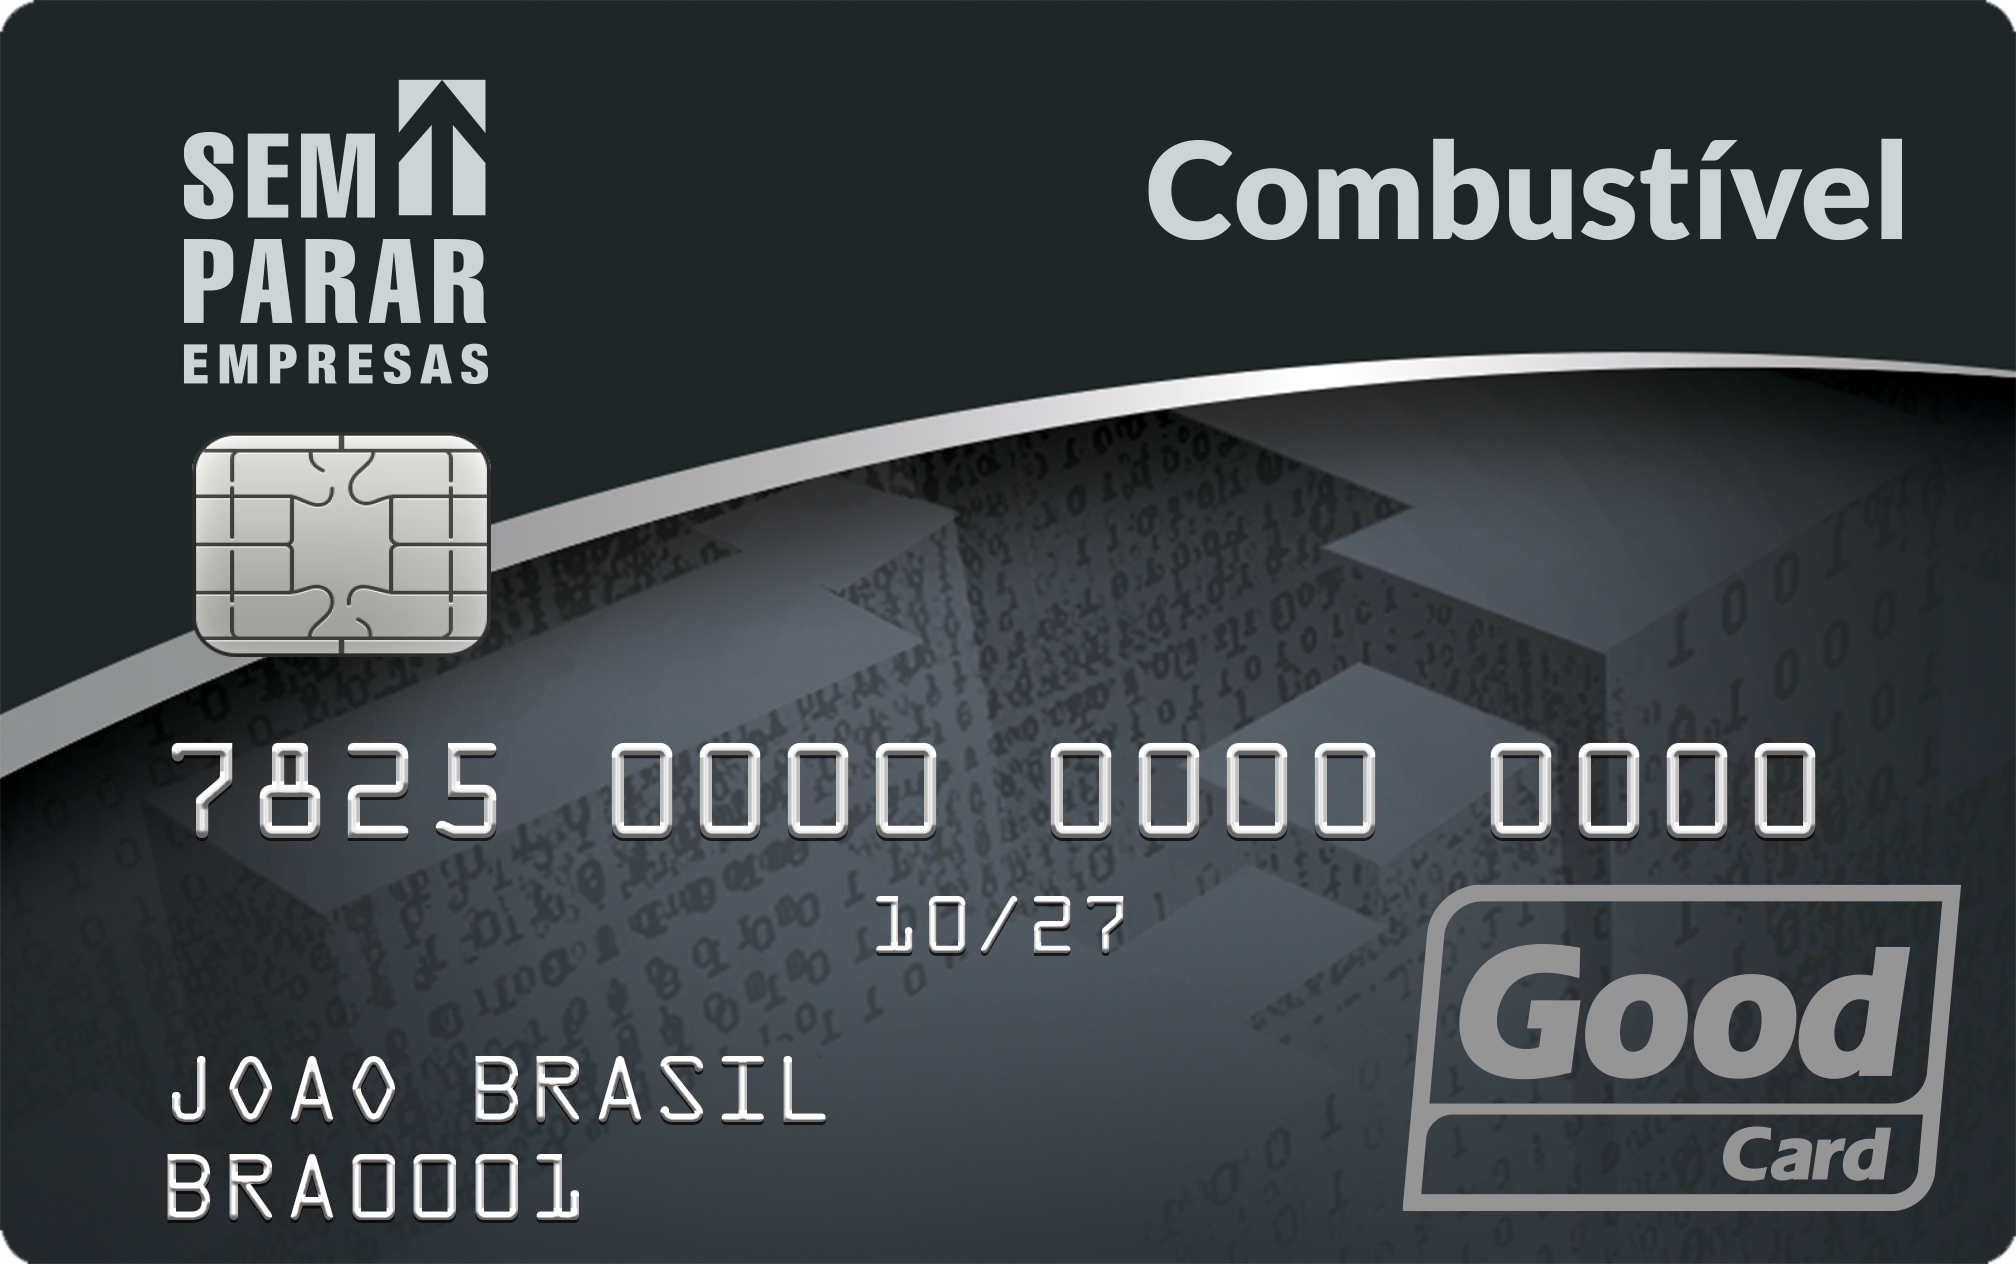 SEM
PARAR
EMPRESAS
Combustível
7825 0000 0000 0000
10/27
JOAO BRASIL
BRA0001
Good
Card